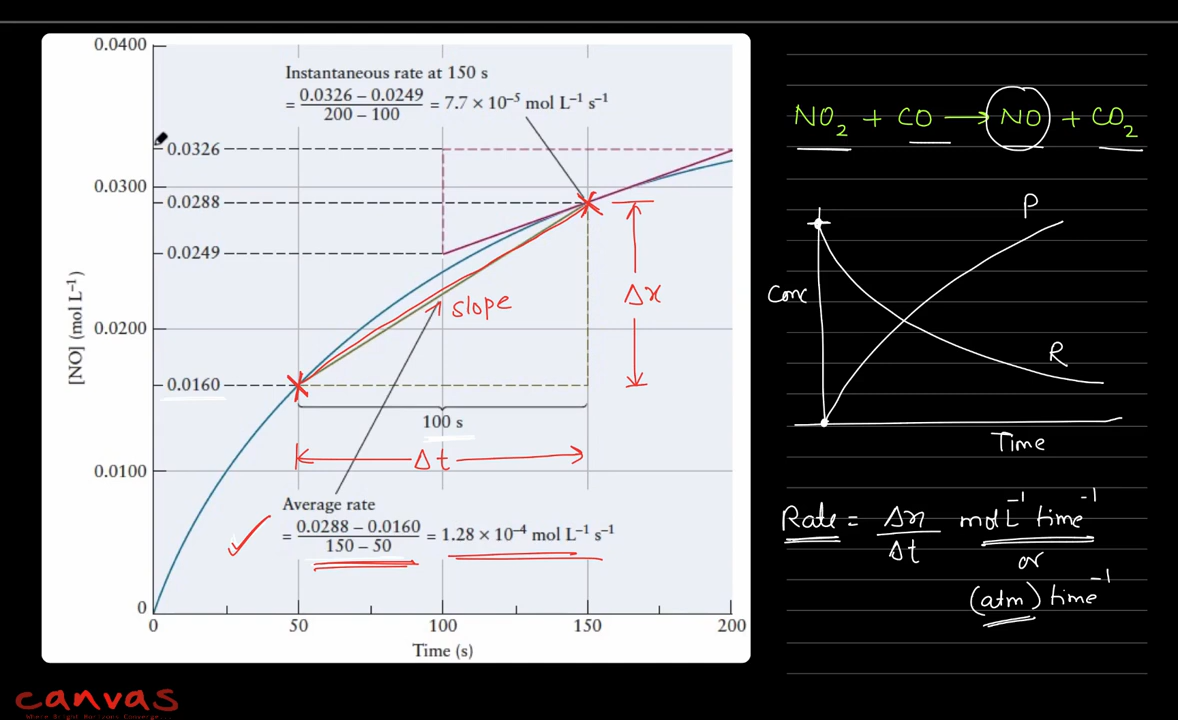 0.0400
Instantaneous rate at 150 s
= 0.0326 – 0.0249 / 200 – 100 = 7.7 × 10⁻⁵ mol L⁻¹ s⁻¹
0.0326
0.0300
0.0288
0.0249
[NO] (mol L⁻¹)
0.0200
slope
Δx
0.0160
100 s
Δt
0.0100
Average rate
= 0.0288 – 0.0160 / 150 – 50 = 1.28 × 10⁻⁴ mol L⁻¹ s⁻¹
0
0 50 100 150 200
Time (s)
NO₂ + CO → NO + CO₂
P
Conc
R
Time
Rate = Δx / Δt mol L⁻¹ time⁻¹
or
(atm) time⁻¹
canvas
Where Bright Horizons Converge...